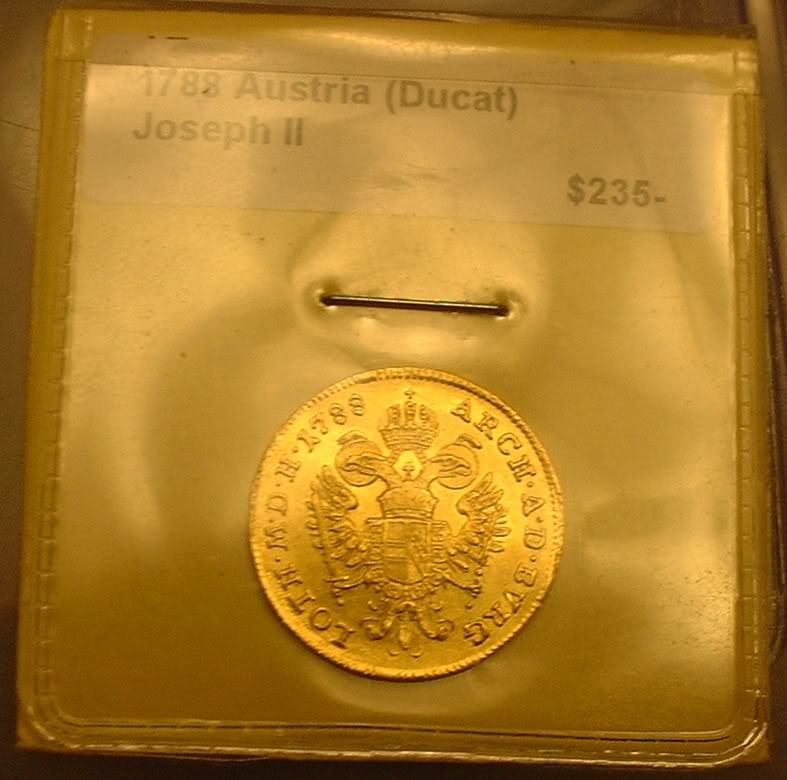 1788 Austria (Ducat)
Joseph II
$235-
ARCH·A·D·BVRG
LOTH·M·D·H·1788